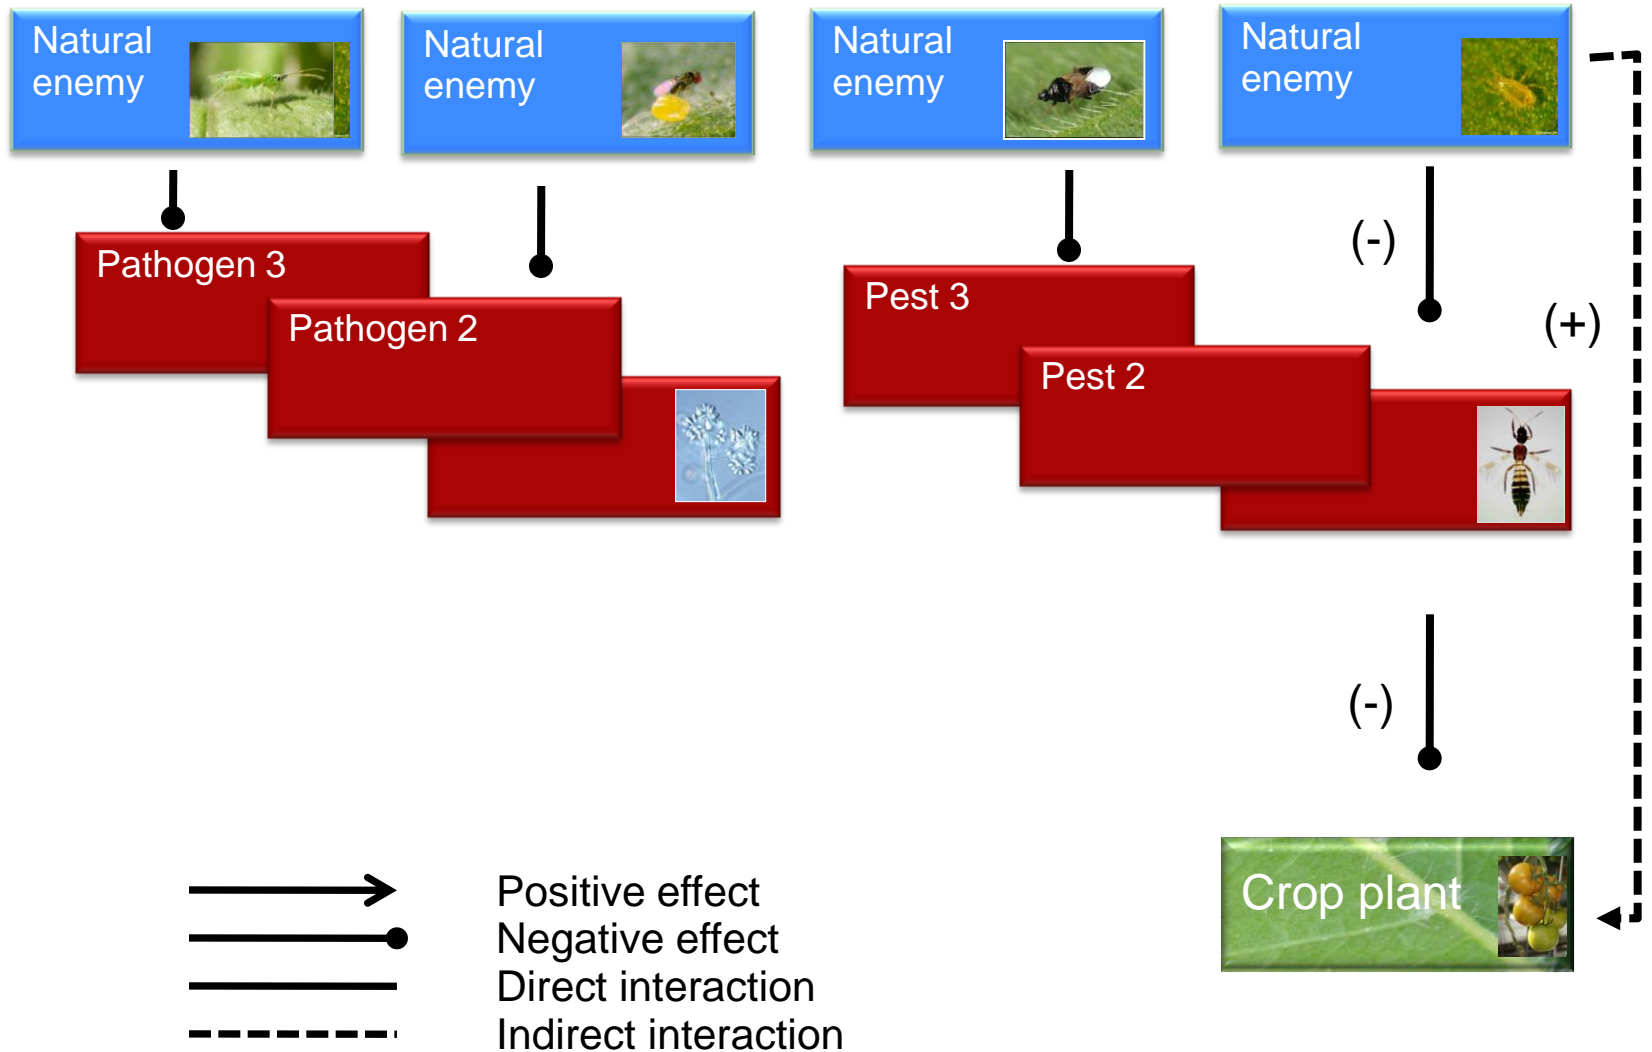 Natural
enemy
Natural
enemy
Natural
enemy
Natural
enemy
Pathogen 3
Pathogen 2
Pest 3
Pest 2
(-)
(+)
(-)
Crop plant
Positive effect
Negative effect
Direct interaction
Indirect interaction